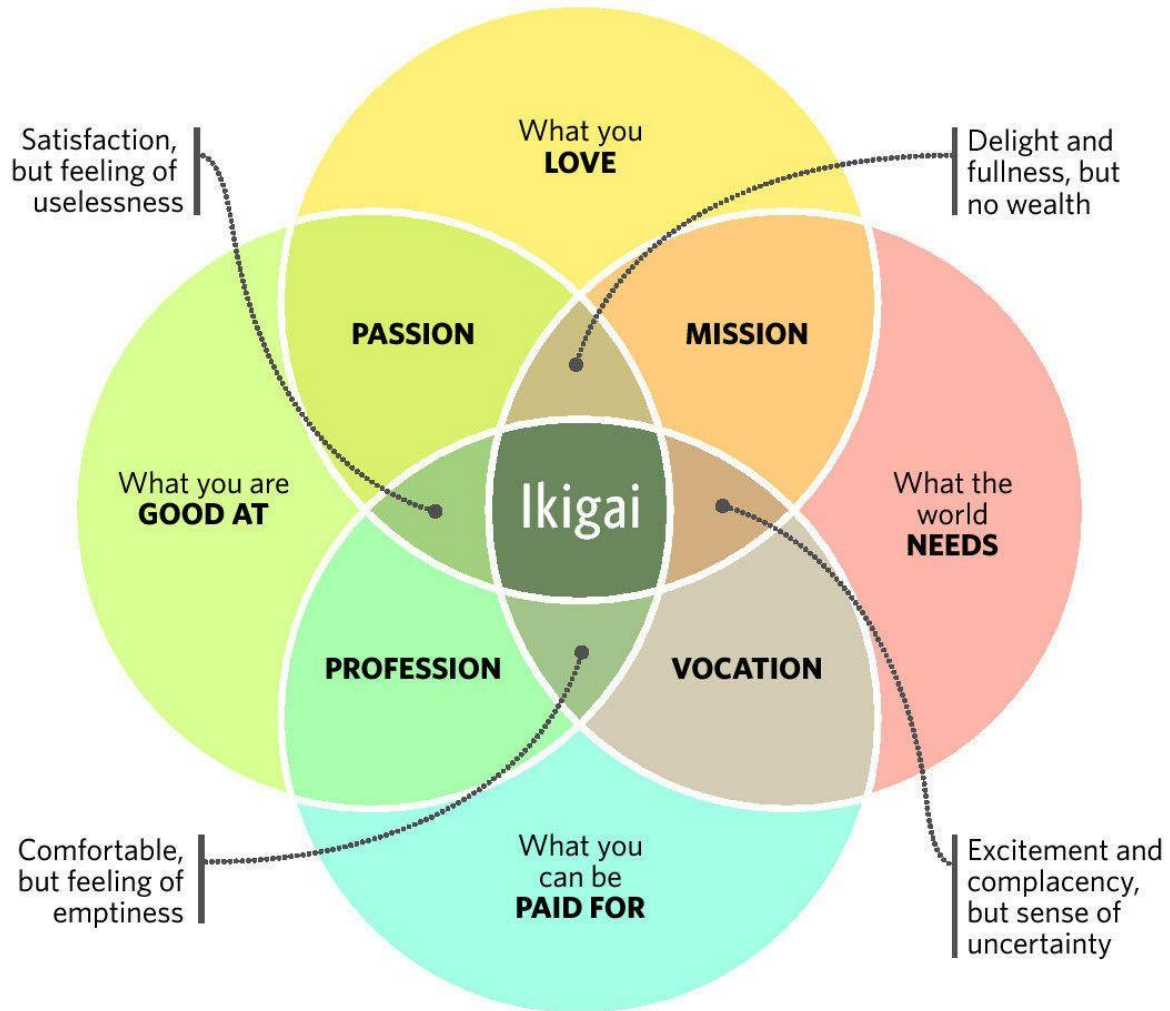 What you
LOVE
Satisfaction,
but feeling of
uselessness
Delight and
fullness, but
no wealth
PASSION
MISSION
What you are
GOOD AT
Ikigai
What the
world
NEEDS
PROFESSION
VOCATION
Comfortable,
but feeling of
emptiness
What you
can be
PAID FOR
Excitement and
complacency,
but sense of
uncertainty